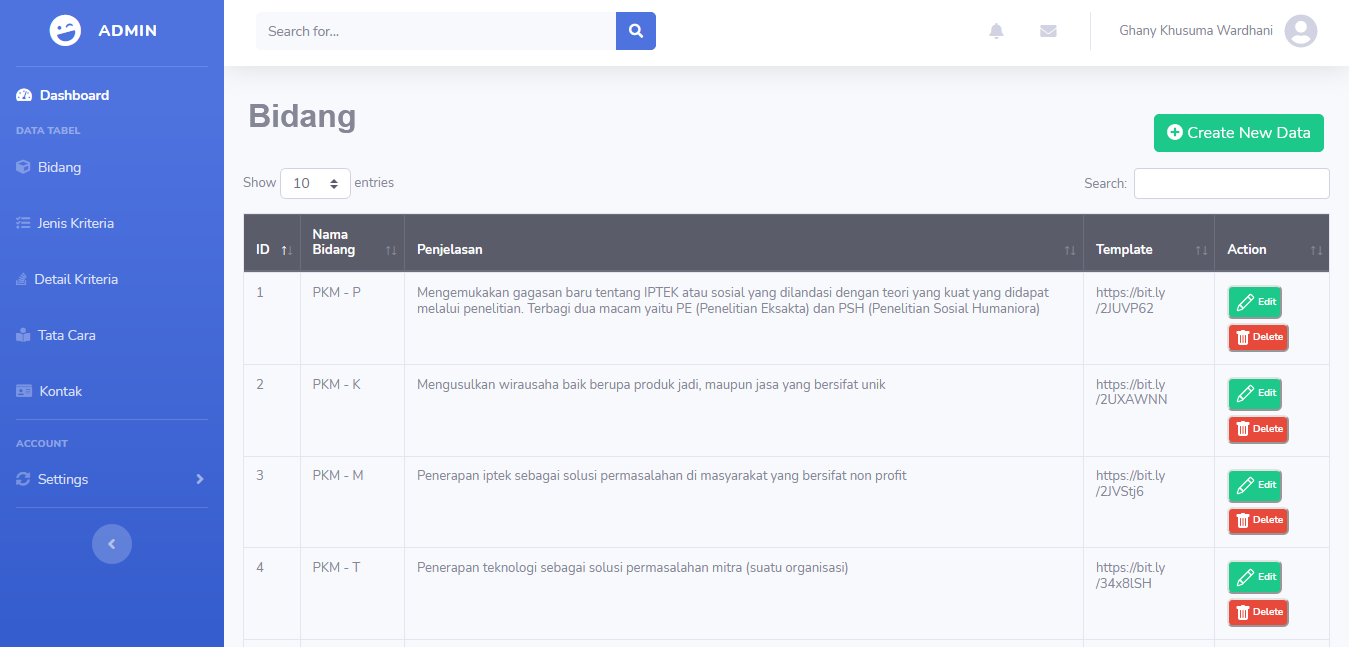 ADMIN
Search for...
Ghany Khusuma Wardhani
Dashboard
DATA TABEL
Bidang
Jenis Kriteria
Detail Kriteria
Tata Cara
Kontak
ACCOUNT
Settings
Bidang
Create New Data
Show 10 entries
Search:
ID
Nama
Bidang
Penjelasan
Template
Action
1
PKM - P
Mengemukakan gagasan baru tentang IPTEK atau sosial yang dilandasi dengan teori yang kuat yang didapat
melalui penelitian. Terbagi dua macam yaitu PE (Penelitian Eksakta) dan PSH (Penelitian Sosial Humaniora)
https://bit.ly
/2JUVP62
Edit
Delete
2
PKM - K
Mengusulkan wirausaha baik berupa produk jadi, maupun jasa yang bersifat unik
https://bit.ly
/2UXAWNN
Edit
Delete
3
PKM - M
Penerapan iptek sebagai solusi permasalahan di masyarakat yang bersifat non profit
https://bit.ly
/2JVStj6
Edit
Delete
4
PKM - T
Penerapan teknologi sebagai solusi permasalahan mitra (suatu organisasi)
https://bit.ly
/34x8lSH
Edit
Delete